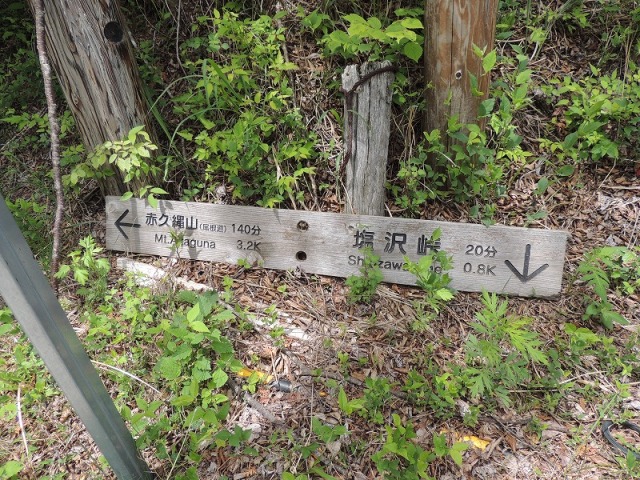 赤久縄山(尾根道) 140分
Mt. Akaguna 3.2K
塩沢峠 20分
0.8K